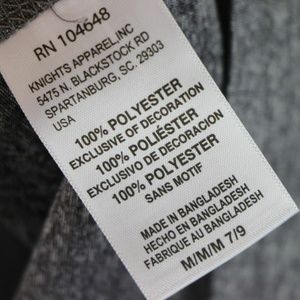 RN 104648
KNIGHTS APPAREL.INC
5475 N. BLACKSTOCK RD
SPARTANBURG, SC. 29303
USA
100% POLYESTER
EXCLUSIVE OF DECORATION
100% POLIÉSTER
EXCLUSIVO DE DECORACION
100% POLYESTER
SANS MOTIF
MADE IN BANGLADESH
HECHO EN BANGLADESH
FABRIQUÉ AU BANGLADESH
M/M/M 7/9